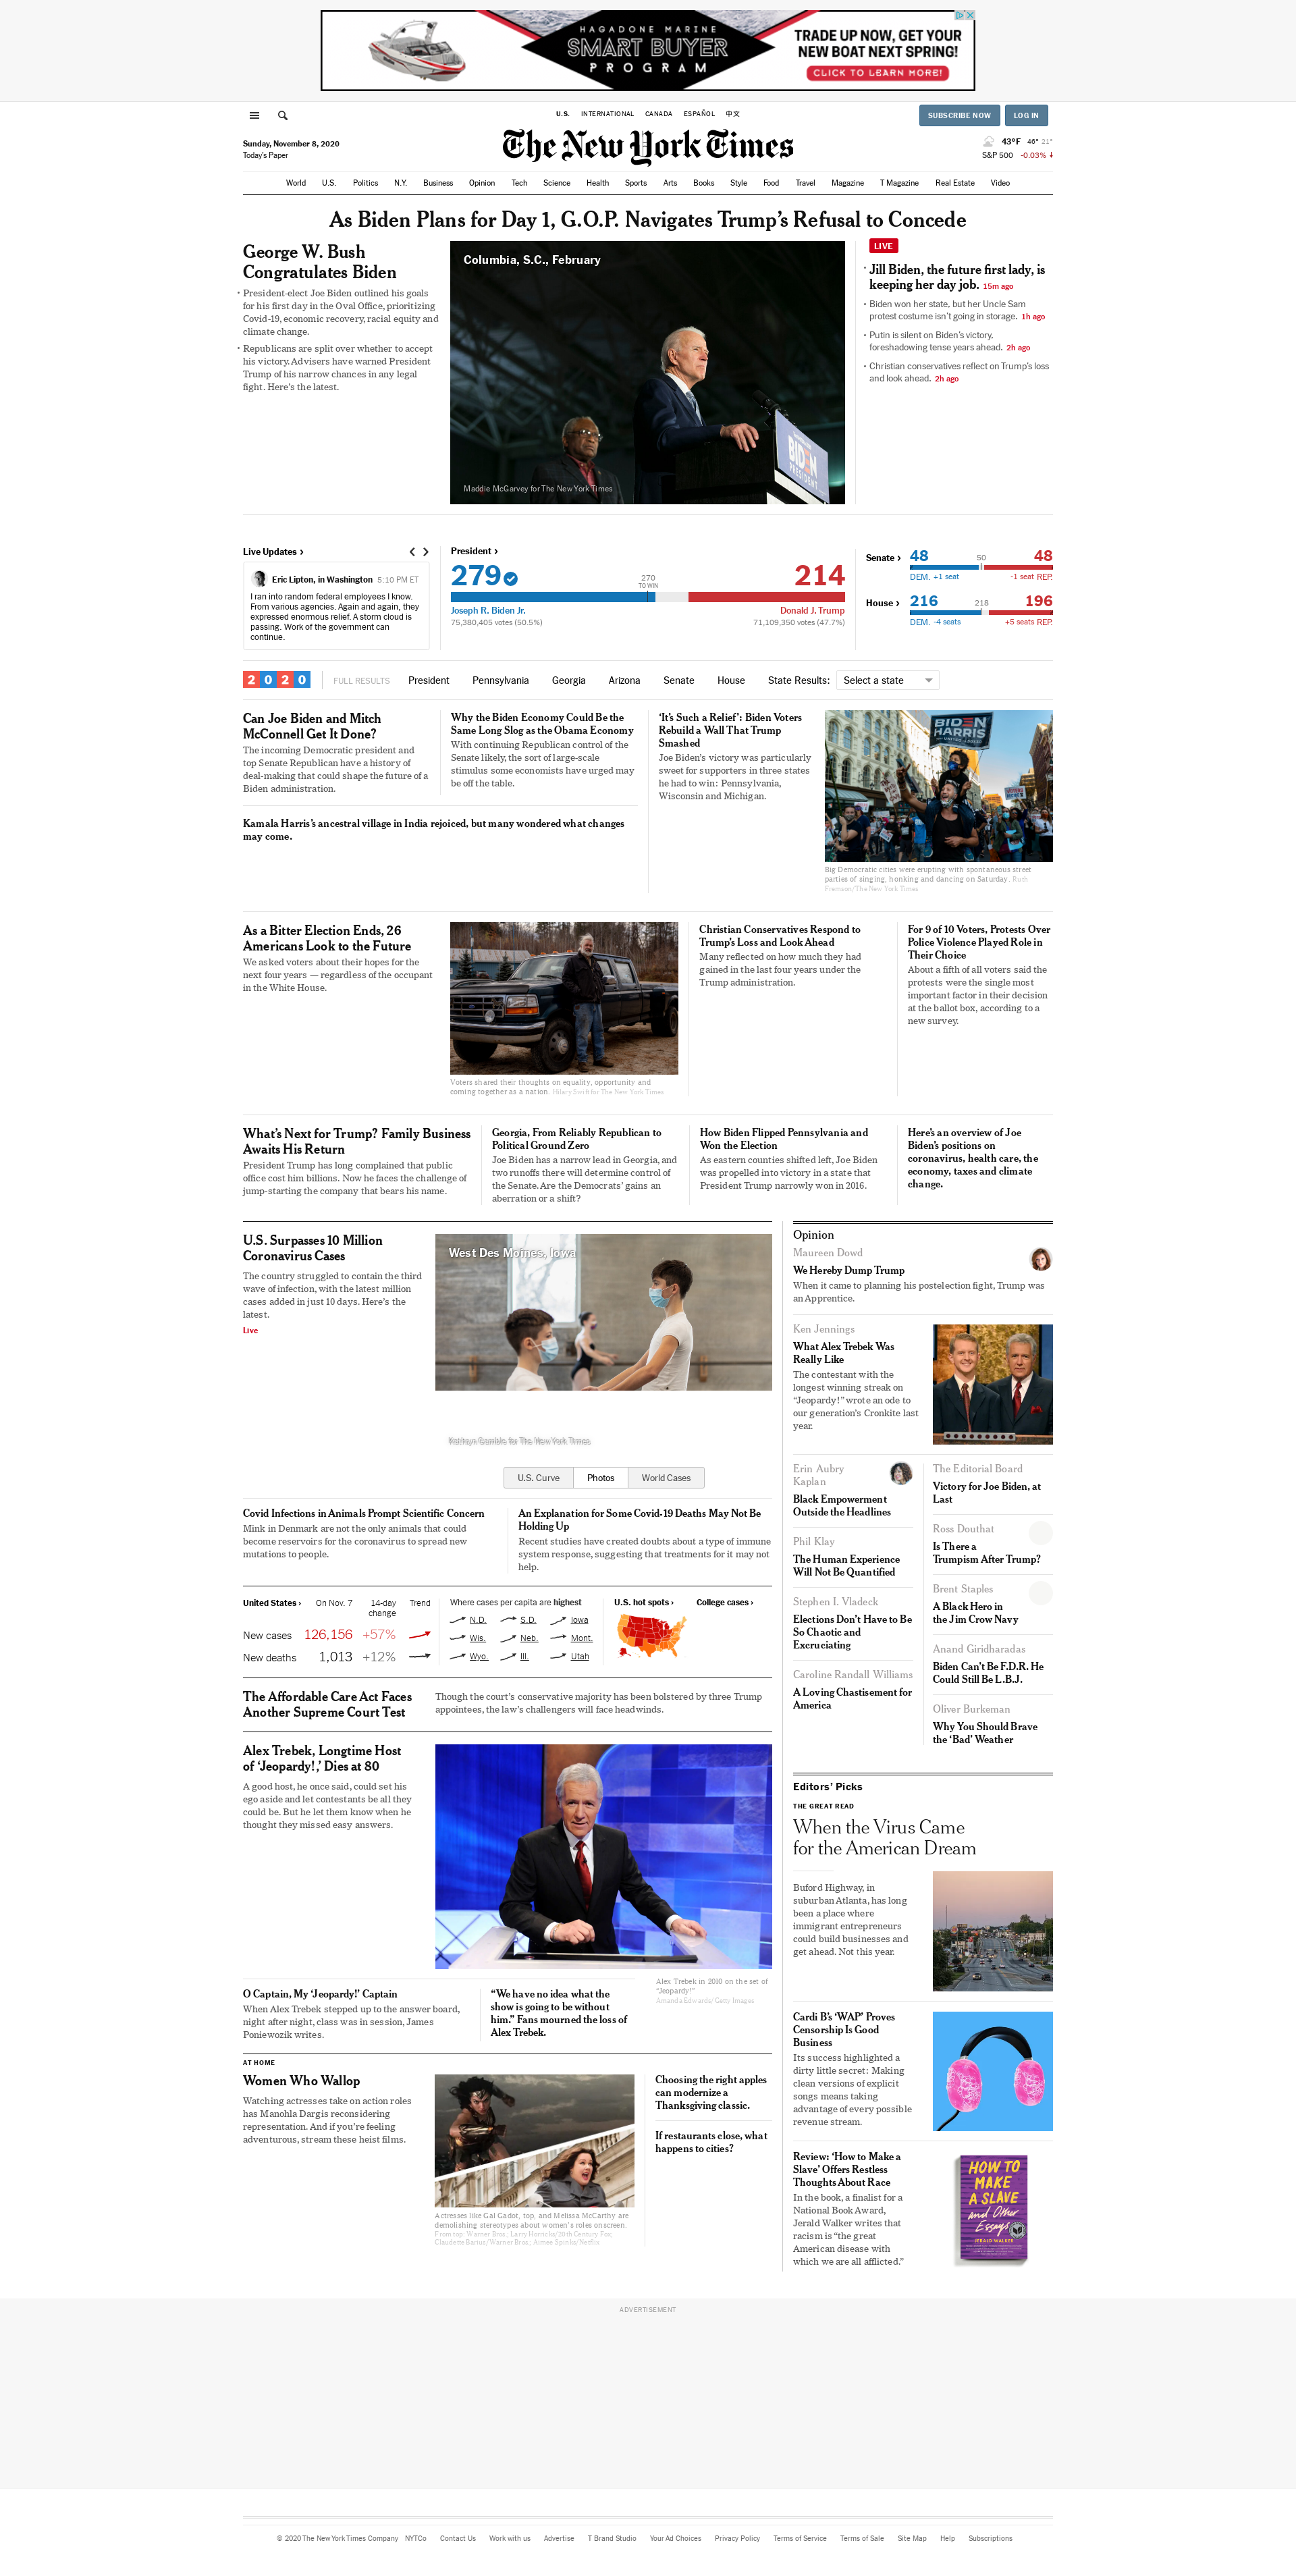 HAGADONE MARINE
SMART BUYER
PROGRAM
TRADE UP NOW, GET YOUR
NEW BOAT NEXT SPRING!
CLICK TO LEARN MORE!
U.S. INTERNATIONAL CANADA ESPAÑOL 中文
SUBSCRIBE NOW LOG IN
Sunday, November 8, 2020
Today's Paper
The New York Times
43°F 46° 21°
S&P 500 -0.03% ↓
World U.S. Politics N.Y. Business Opinion Tech Science Health Sports Arts Books Style Food Travel Magazine T Magazine Real Estate Video
As Biden Plans for Day 1, G.O.P. Navigates Trump's Refusal to Concede
George W. Bush
Congratulates Biden
• President-elect Joe Biden outlined his goals
for his first day in the Oval Office, prioritizing
Covid-19, economic recovery, racial equity and
climate change.
• Republicans are split over whether to accept
his victory. Advisers have warned President
Trump of his narrow chances in any legal
fight. Here's the latest.
Columbia, S.C., February
BIDEN
PRESIDENT
Maddie McGarvey for The New York Times
LIVE
• Jill Biden, the future first lady, is
keeping her day job. 15m ago
• Biden won her state, but her Uncle Sam
protest costume isn't going in storage. 1h ago
• Putin is silent on Biden's victory,
foreshadowing tense years ahead. 2h ago
• Christian conservatives reflect on Trump's loss
and look ahead. 2h ago
Live Updates ›
Eric Lipton, in Washington 5:10 PM ET
I ran into random federal employees I know.
From various agencies. Again and again, they
expressed enormous relief. A storm cloud is
passing. Work of the government can
continue.
President ›
279 214
270
TO WIN
Joseph R. Biden Jr. Donald J. Trump
75,380,405 votes (50.5%) 71,109,350 votes (47.7%)
Senate › 48 50 48
DEM. +1 seat -1 seat REP.
House › 216 218 196
DEM. -4 seats +5 seats REP.
2020 FULL RESULTS President Pennsylvania Georgia Arizona Senate House State Results: Select a state
Can Joe Biden and Mitch
McConnell Get It Done?
The incoming Democratic president and
top Senate Republican have a history of
deal-making that could shape the future of a
Biden administration.
Why the Biden Economy Could Be the
Same Long Slog as the Obama Economy
With continuing Republican control of the
Senate likely, the sort of large-scale
stimulus some economists have urged may
be off the table.
Kamala Harris's ancestral village in India rejoiced, but many wondered what changes
may come.
'It's Such a Relief': Biden Voters
Rebuild a Wall That Trump
Smashed
Joe Biden's victory was particularly
sweet for supporters in three states
he had to win: Pennsylvania,
Wisconsin and Michigan.
BIDEN
HARRIS
Big Democratic cities were erupting with spontaneous street
parties of singing, honking and dancing on Saturday. Ruth
Fremson/The New York Times
As a Bitter Election Ends, 26
Americans Look to the Future
We asked voters about their hopes for the
next four years — regardless of the occupant
in the White House.
Voters shared their thoughts on equality, opportunity and
coming together as a nation. Hilary Swift for The New York Times
Christian Conservatives Respond to
Trump's Loss and Look Ahead
Many reflected on how much they had
gained in the last four years under the
Trump administration.
For 9 of 10 Voters, Protests Over
Police Violence Played Role in
Their Choice
About a fifth of all voters said the
protests were the single most
important factor in their decision
at the ballot box, according to a
new survey.
What's Next for Trump? Family Business
Awaits His Return
President Trump has long complained that public
office cost him billions. Now he faces the challenge of
jump-starting the company that bears his name.
Georgia, From Reliably Republican to
Political Ground Zero
Joe Biden has a narrow lead in Georgia, and
two runoffs there will determine control of
the Senate. Are the Democrats' gains an
aberration or a shift?
How Biden Flipped Pennsylvania and
Won the Election
As eastern counties shifted left, Joe Biden
was propelled into victory in a state that
President Trump narrowly won in 2016.
Here's an overview of Joe
Biden's positions on
coronavirus, health care, the
economy, taxes and climate
change.
U.S. Surpasses 10 Million
Coronavirus Cases
The country struggled to contain the third
wave of infection, with the latest million
cases added in just 10 days. Here's the
latest.
Live
West Des Moines, Iowa
Kathryn Gamble for The New York Times
U.S. Curve Photos World Cases
Covid Infections in Animals Prompt Scientific Concern
Mink in Denmark are not the only animals that could
become reservoirs for the coronavirus to spread new
mutations to people.
An Explanation for Some Covid-19 Deaths May Not Be
Holding Up
Recent studies have created doubts about a type of immune
system response, suggesting that treatments for it may not
help.
United States › On Nov. 7 14-day
change Trend
New cases 126,156 +57%
New deaths 1,013 +12%
Where cases per capita are highest
N.D. S.D. Iowa
Wis. Neb. Mont.
Wyo. Ill. Utah
U.S. hot spots › College cases ›
The Affordable Care Act Faces
Another Supreme Court Test
Though the court's conservative majority has been bolstered by three Trump
appointees, the law's challengers will face headwinds.
Alex Trebek, Longtime Host
of 'Jeopardy!,' Dies at 80
A good host, he once said, could set his
ego aside and let contestants be all they
could be. But he let them know when he
thought they missed easy answers.
Alex Trebek in 2010 on the set of
"Jeopardy!"
Amanda Edwards/Getty Images
O Captain, My 'Jeopardy!' Captain
When Alex Trebek stepped up to the answer board,
night after night, class was in session, James
Poniewozik writes.
"We have no idea what the
show is going to be without
him." Fans mourned the loss of
Alex Trebek.
AT HOME
Women Who Wallop
Watching actresses take on action roles
has Manohla Dargis reconsidering
representation. And if you're feeling
adventurous, stream these heist films.
Actresses like Gal Gadot, top, and Melissa McCarthy are
demolishing stereotypes about women's roles onscreen.
From top: Warner Bros.; Larry Horricks/20th Century Fox;
Claudette Barius/Warner Bros.; Aimee Spinks/Netflix
Choosing the right apples
can modernize a
Thanksgiving classic.
If restaurants close, what
happens to cities?
Opinion
Maureen Dowd
We Hereby Dump Trump
When it came to planning his postelection fight, Trump was
an Apprentice.
Ken Jennings
What Alex Trebek Was
Really Like
The contestant with the
longest winning streak on
"Jeopardy!" wrote an ode to
our generation's Cronkite last
year.
Erin Aubry
Kaplan
Black Empowerment
Outside the Headlines
Phil Klay
The Human Experience
Will Not Be Quantified
Stephen I. Vladeck
Elections Don't Have to Be
So Chaotic and
Excruciating
Caroline Randall Williams
A Loving Chastisement for
America
The Editorial Board
Victory for Joe Biden, at
Last
Ross Douthat
Is There a
Trumpism After Trump?
Brent Staples
A Black Hero in
the Jim Crow Navy
Anand Giridharadas
Biden Can't Be F.D.R. He
Could Still Be L.B.J.
Oliver Burkeman
Why You Should Brave
the 'Bad' Weather
Editors' Picks
THE GREAT READ
When the Virus Came
for the American Dream
Buford Highway, in
suburban Atlanta, has long
been a place where
immigrant entrepreneurs
could build businesses and
get ahead. Not this year.
Cardi B's 'WAP' Proves
Censorship Is Good
Business
Its success highlighted a
dirty little secret: Making
clean versions of explicit
songs means taking
advantage of every possible
revenue stream.
Review: 'How to Make a
Slave' Offers Restless
Thoughts About Race
In the book, a finalist for a
National Book Award,
Jerald Walker writes that
racism is "the great
American disease with
which we are all afflicted."
HOW TO
MAKE
A SLAVE
and Other
Essays
JERALD WALKER
ADVERTISEMENT
© 2020 The New York Times Company NYTCo Contact Us Work with us Advertise T Brand Studio Your Ad Choices Privacy Policy Terms of Service Terms of Sale Site Map Help Subscriptions